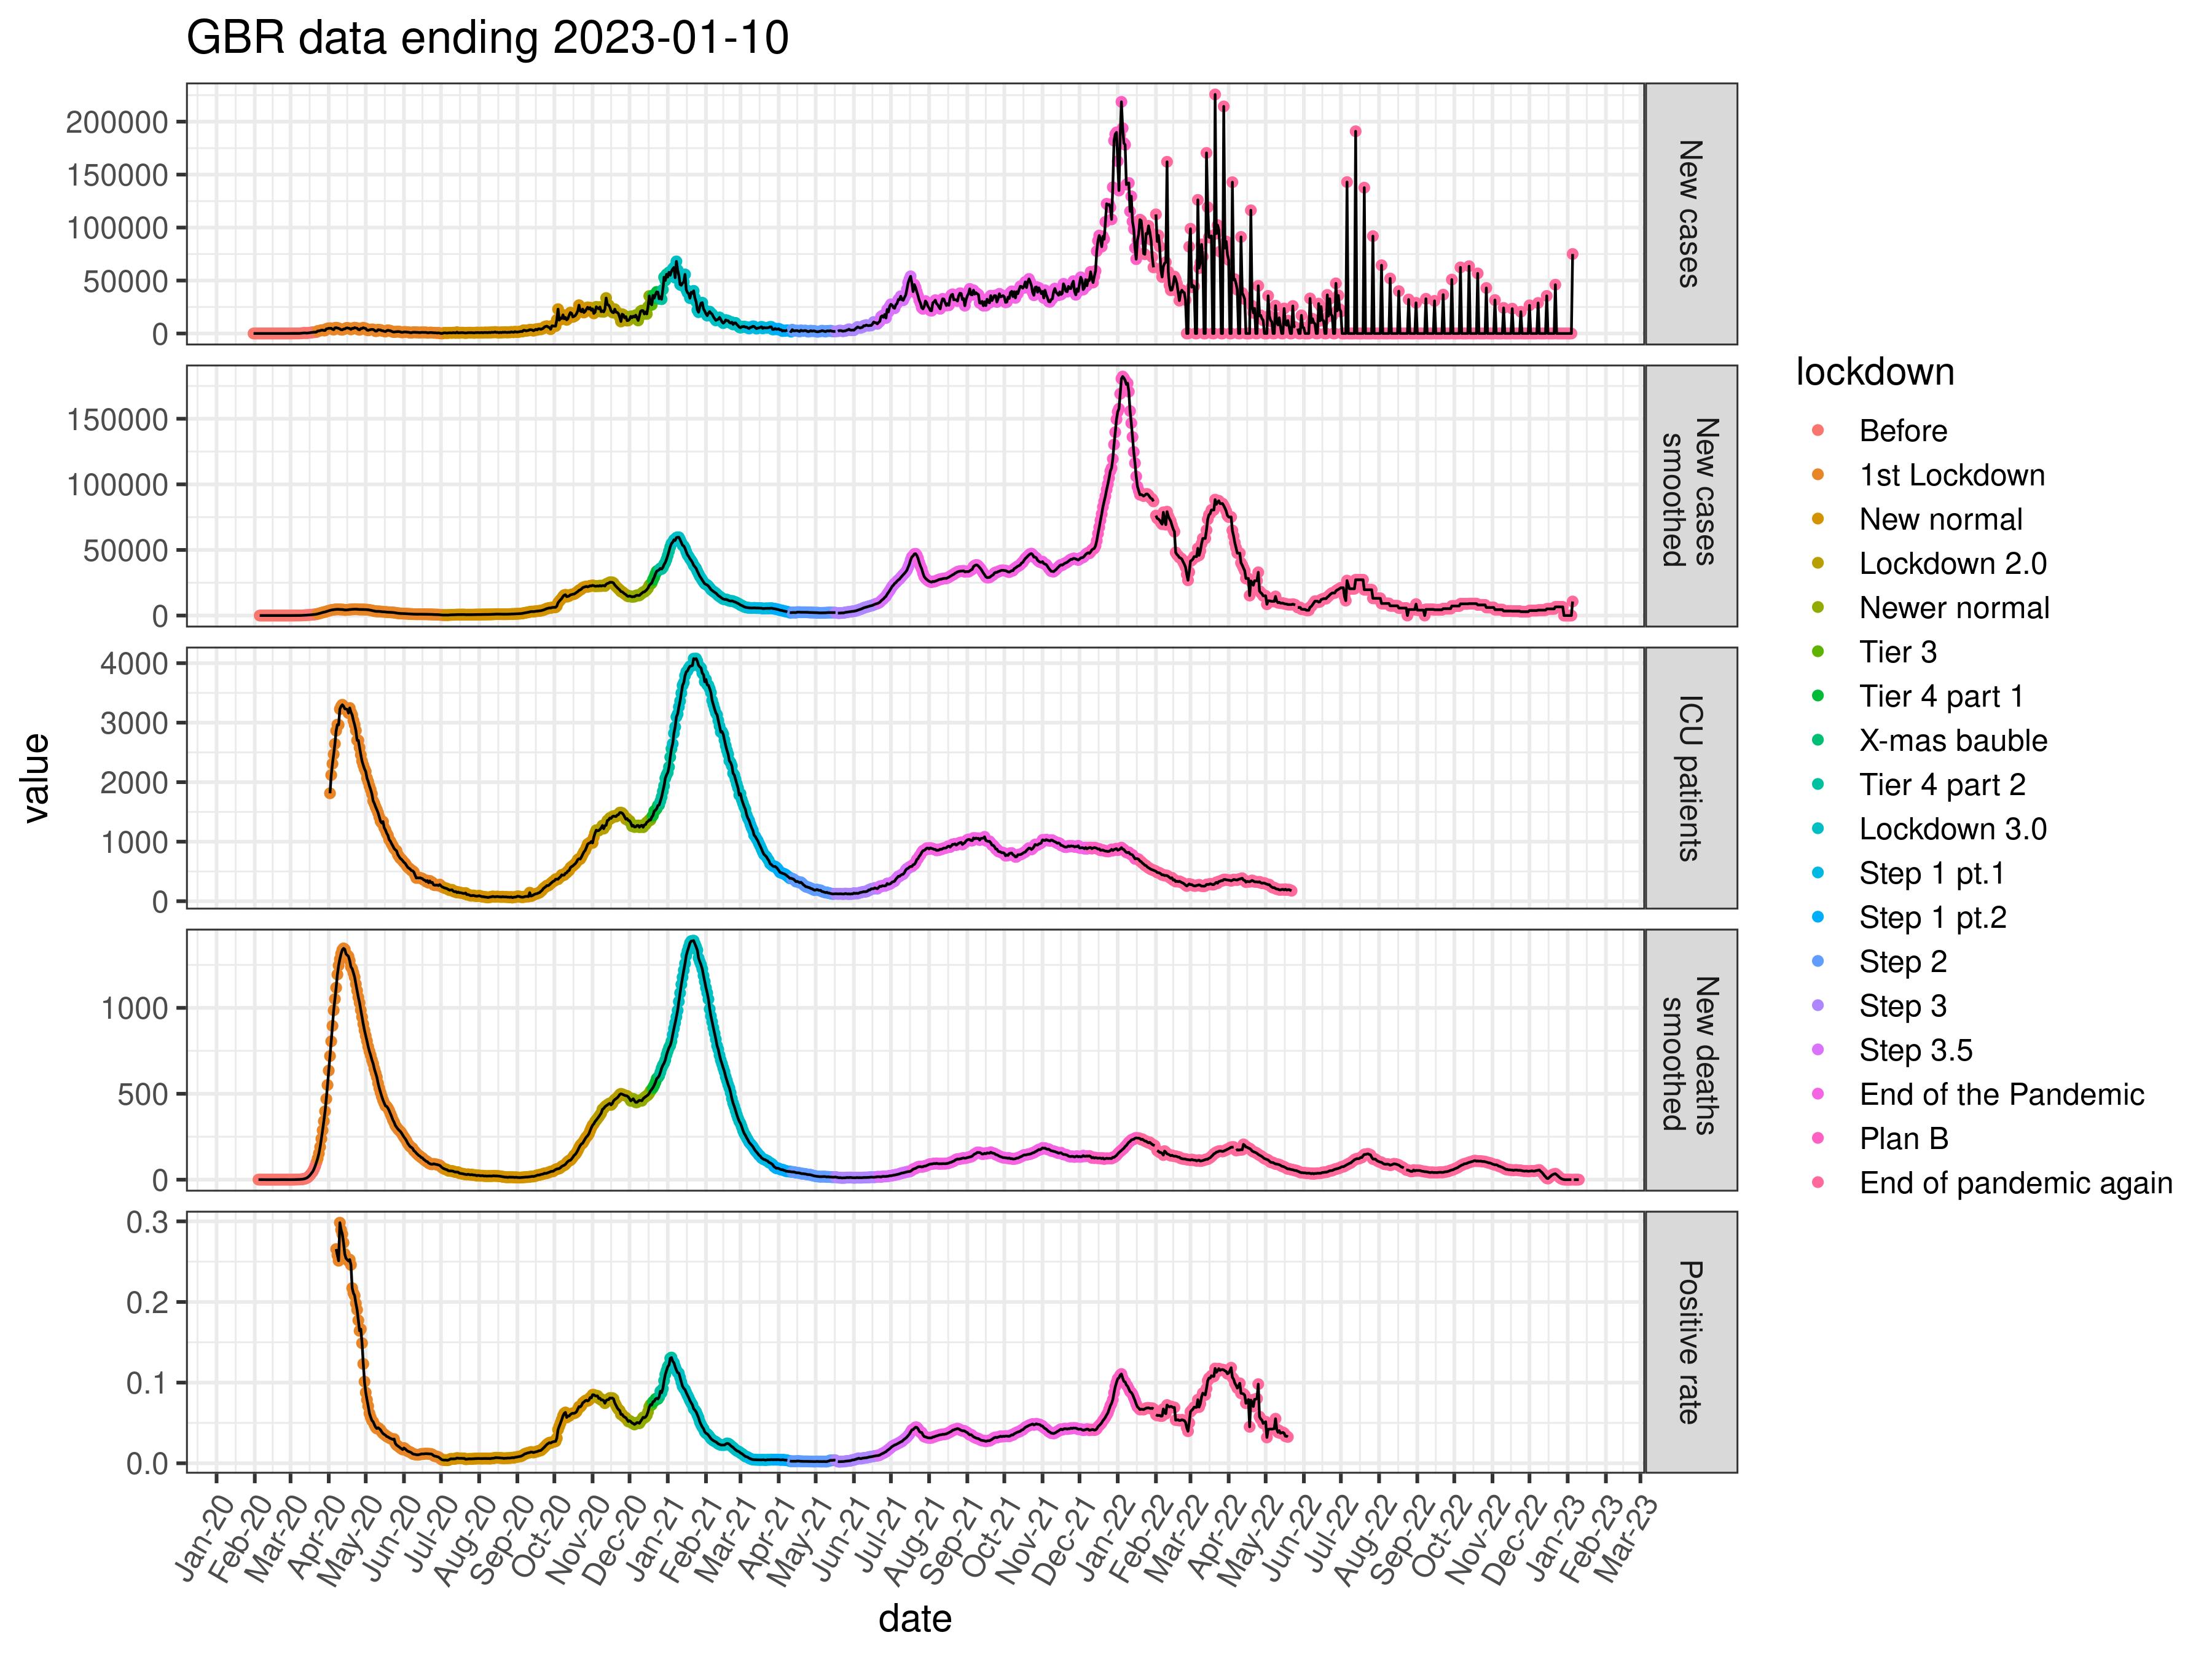 GBR data ending 2023-01-10
value
200000
150000
100000
50000
0
New cases
150000
100000
50000
0
New cases
smoothed
4000
3000
2000
1000
0
ICU patients
1000
500
0
New deaths
smoothed
0.3
0.2
0.1
0.0
Positive rate
Jan-20
Feb-20
Mar-20
Apr-20
May-20
Jun-20
Jul-20
Aug-20
Sep-20
Oct-20
Nov-20
Dec-20
Jan-21
Feb-21
Mar-21
Apr-21
May-21
Jun-21
Jul-21
Aug-21
Sep-21
Oct-21
Nov-21
Dec-21
Jan-22
Feb-22
Mar-22
Apr-22
May-22
Jun-22
Jul-22
Aug-22
Sep-22
Oct-22
Nov-22
Dec-22
Jan-23
Feb-23
Mar-23
date
lockdown
Before
1st Lockdown
New normal
Lockdown 2.0
Newer normal
Tier 3
Tier 4 part 1
X-mas bauble
Tier 4 part 2
Lockdown 3.0
Step 1 pt.1
Step 1 pt.2
Step 2
Step 3
Step 3.5
End of the Pandemic
Plan B
End of pandemic again